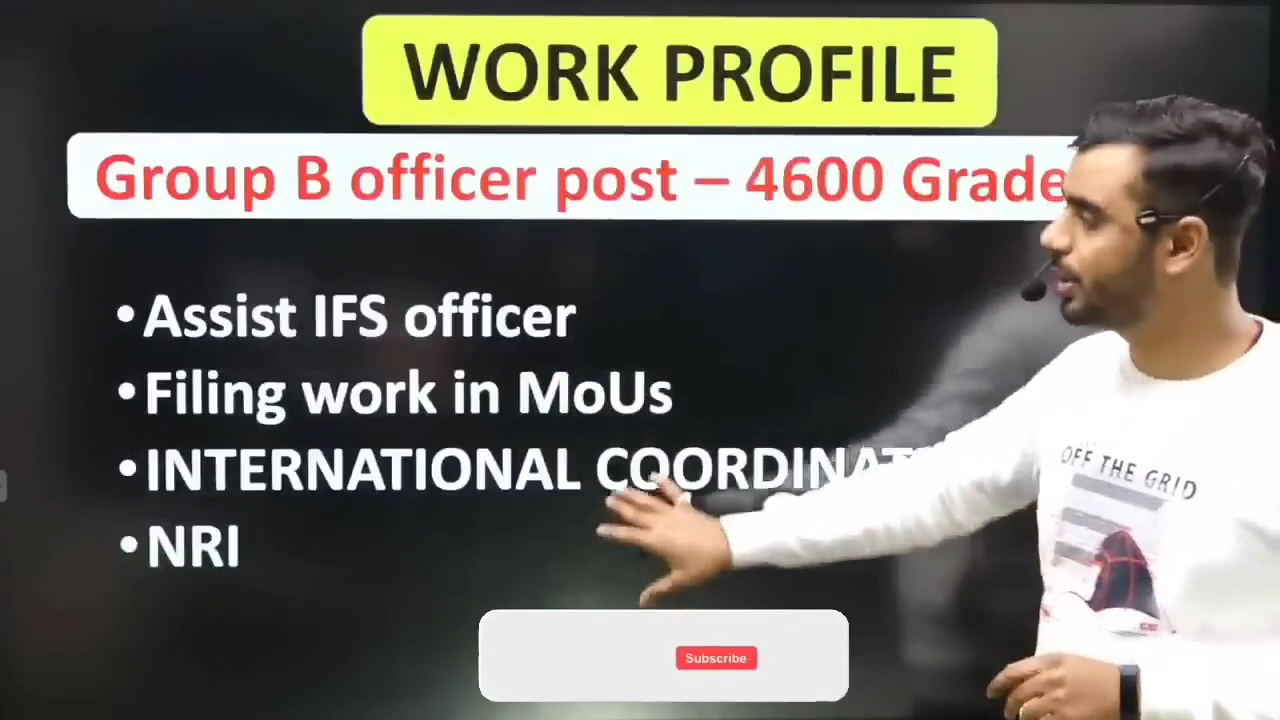 WORK PROFILE
Group B officer post – 4600 Grade
• Assist IFS officer
• Filing work in MoUs
• INTERNATIONAL
• NRI
OFF THE GRID
Subscribe